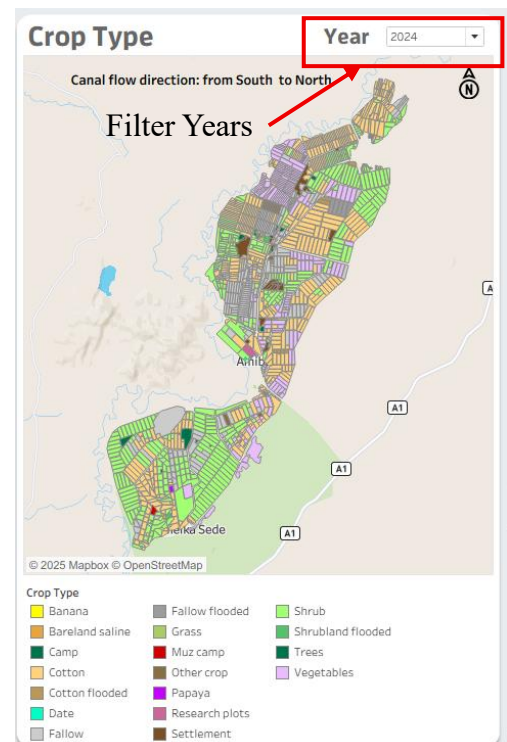 Crop Type
Year 2024
Canal flow direction: from South to North
N
Filter Years
A
A1
A1
A1
© 2025 Mapbox © OpenStreetMap
Crop Type
Banana
Bareland saline
Camp
Cotton
Cotton flooded
Date
Fallow
Fallow flooded
Grass
Muz camp
Other crop
Papaya
Research plots
Settlement
Shrub
Shrubland flooded
Trees
Vegetables